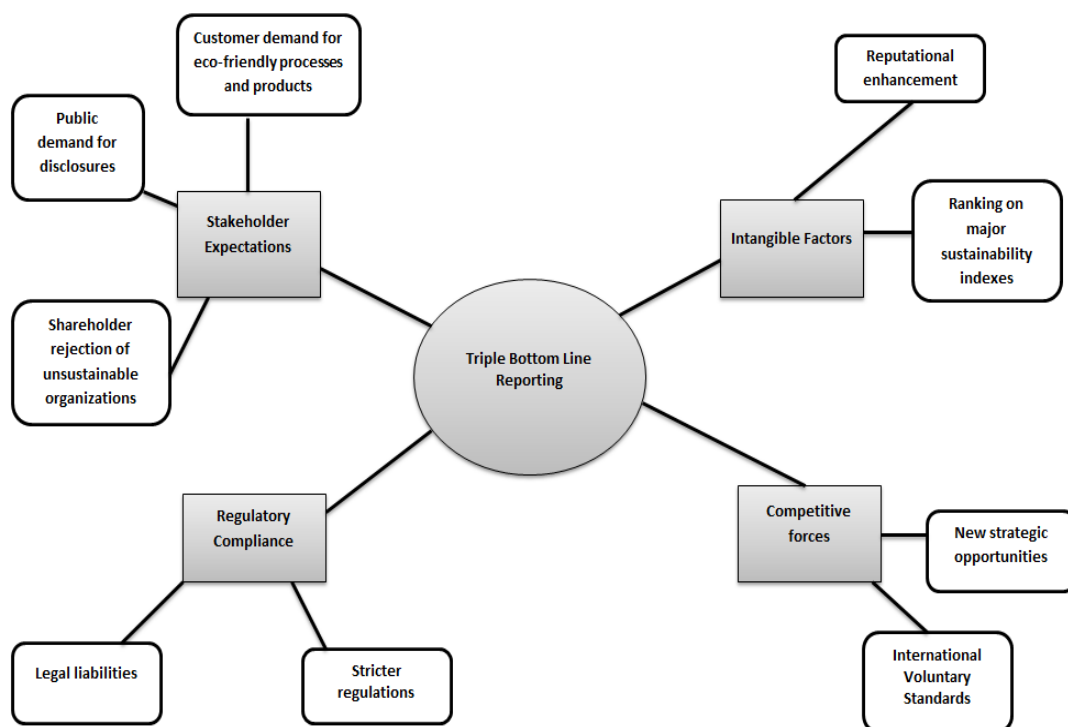 Customer demand for
eco-friendly processes
and products
Public
demand for
disclosures
Stakeholder
Expectations
Shareholder
rejection of
unsustainable
organizations
Reputational
enhancement
Intangible Factors
Ranking on
major
sustainability
indexes
Triple Bottom Line
Reporting
Regulatory
Compliance
Legal liabilities
Stricter
regulations
Competitive
forces
New strategic
opportunities
International
Voluntary
Standards